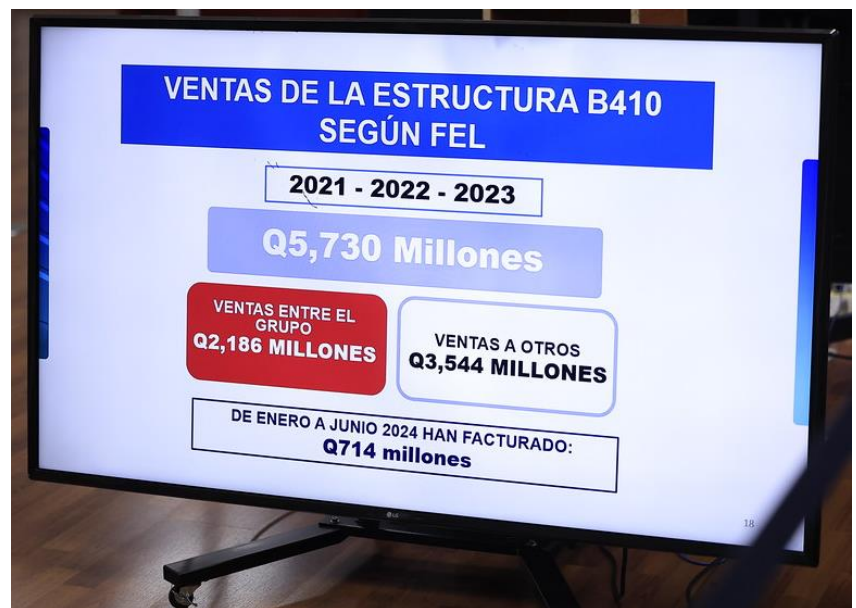 VENTAS DE LA ESTRUCTURA B410
SEGÚN FEL
2021 - 2022 - 2023
Q5,730 Millones
VENTAS ENTRE EL
GRUPO
Q2,186 MILLONES
VENTAS A OTROS
Q3,544 MILLONES
DE ENERO A JUNIO 2024 HAN FACTURADO:
Q714 millones
18
LG